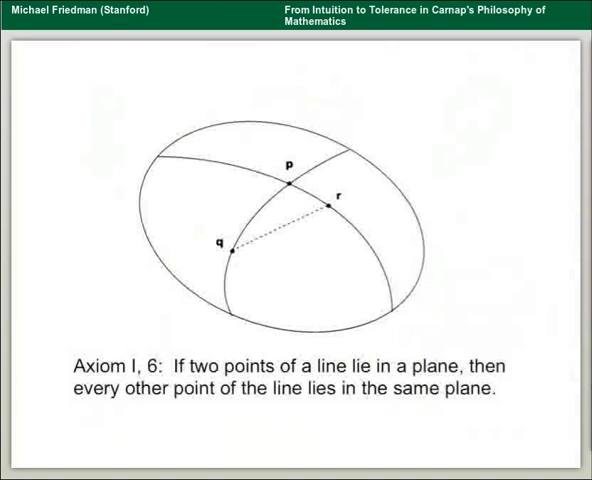 Michael Friedman (Stanford)
From Intuition to Tolerance in Carnap's Philosophy of
Mathematics
p
r
q
Axiom I, 6: If two points of a line lie in a plane, then
every other point of the line lies in the same plane.